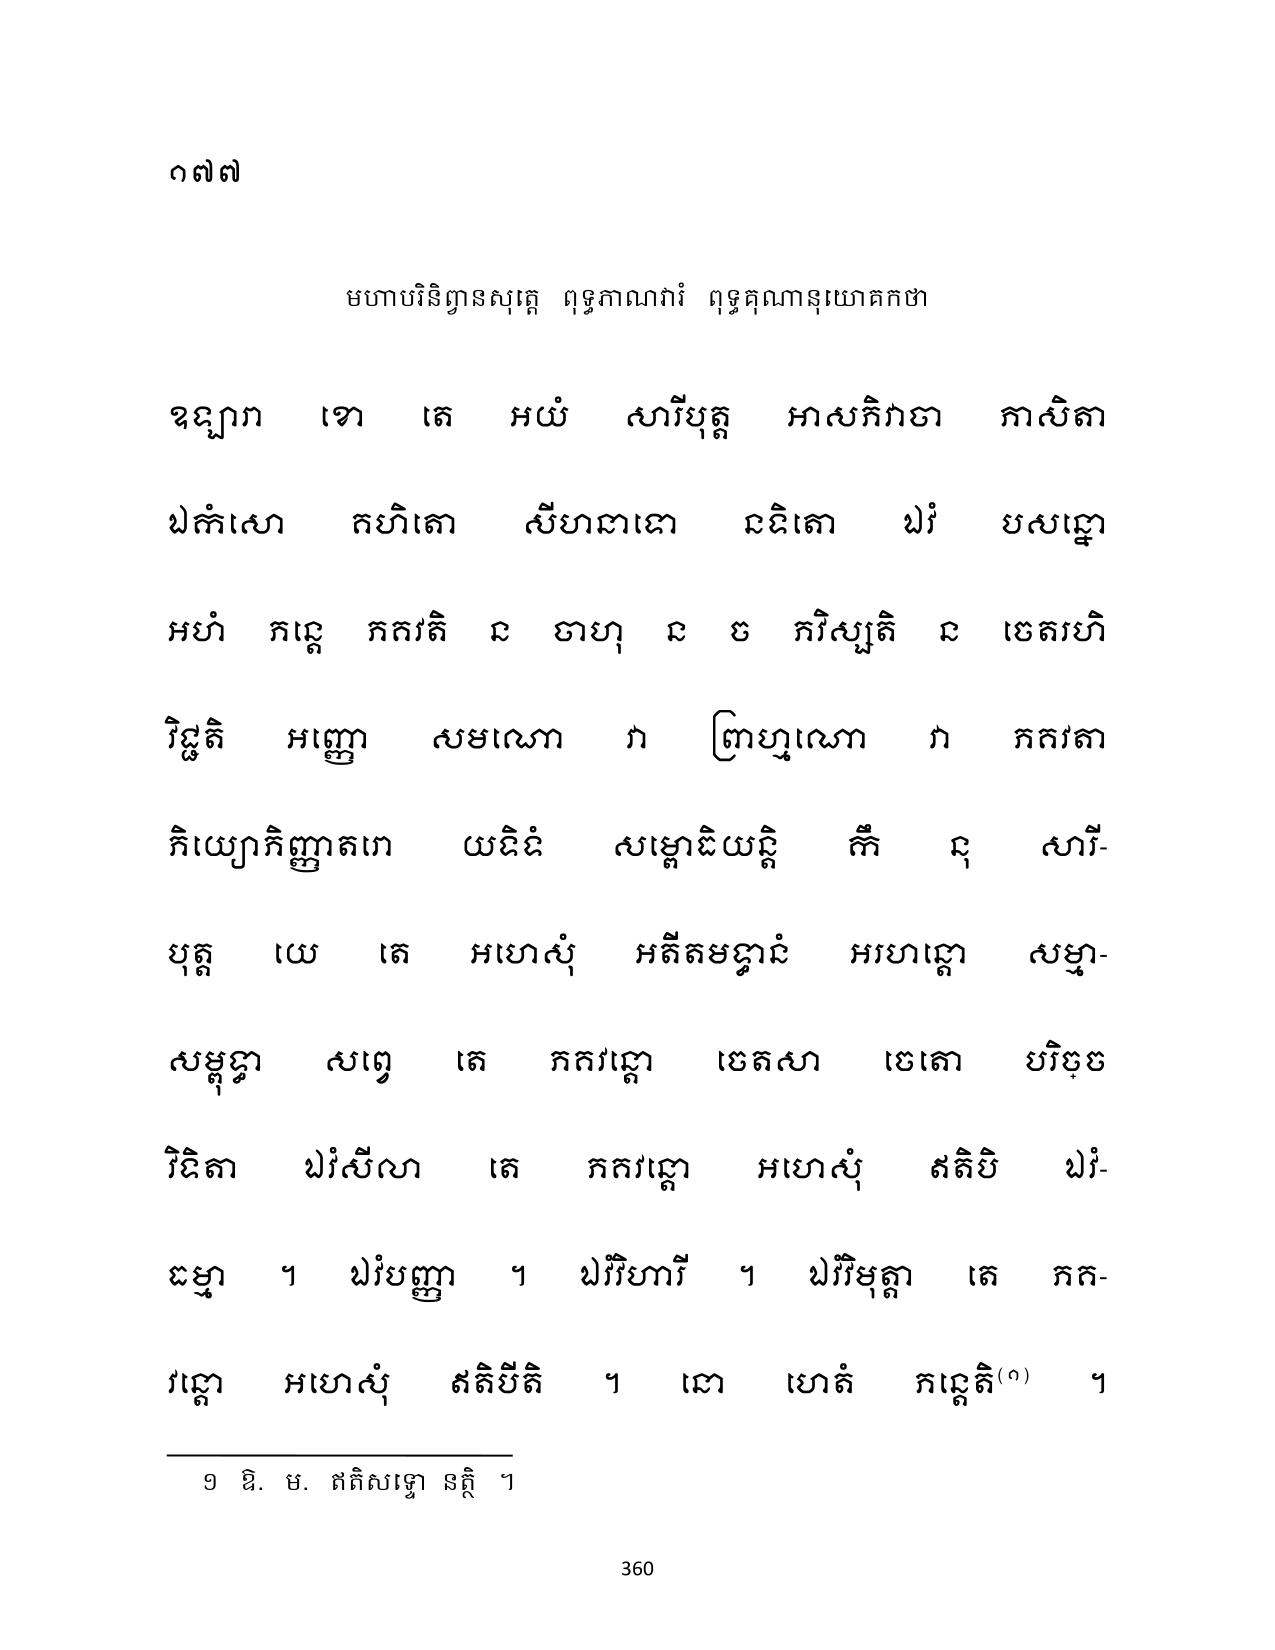 ១៧៧
មហាបរិនិព្វានសុត្តេ ពុទ្ធភាណវារំ ពុទ្ធគុណានុយោគកថា
ឧឡារា ខោ តេ អយំ សារីបុត្ត អាសភិវាចា ភាសិតា
ឯកំសោ គហិតោ សីហនាទោ នទិតោ ឯវំ បសន្នោ
អហំ ភន្តេ ភគវតិ ន ចាហុ ន ច ភវិស្សតិ ន ចេតរហិ
វិជ្ជតិ អញ្ញោ សមណោ វា ព្រាហ្មណោ វា ភគវតា
ភិយ្យោភិញ្ញាតរោ យទិទំ សម្ពោធិយន្តិ កឹ នុ សារី-
បុត្ត យេ តេ អហេសុំ អតីតមទ្ធានំ អរហន្តោ សម្មា-
សម្ពុទ្ធា សព្វេ តេ ភគវន្តោ ចេតសា ចេតោ បរិច្ច
វិទិតា ឯវំសីលា តេ ភគវន្តោ អហេសុំ ឥតិបិ ឯវំ-
ធម្មា ។ ឯវំបញ្ញា ។ ឯវំវិហារី ។ ឯវំវិមុត្តា តេ ភគ-
វន្តោ អហេសុំ ឥតិបីតិ ។ នោ ហេតំ ភន្តេតិ(១) ។
១ ឱ. ម. ឥតិសទ្ទោ នត្ថិ ។
360